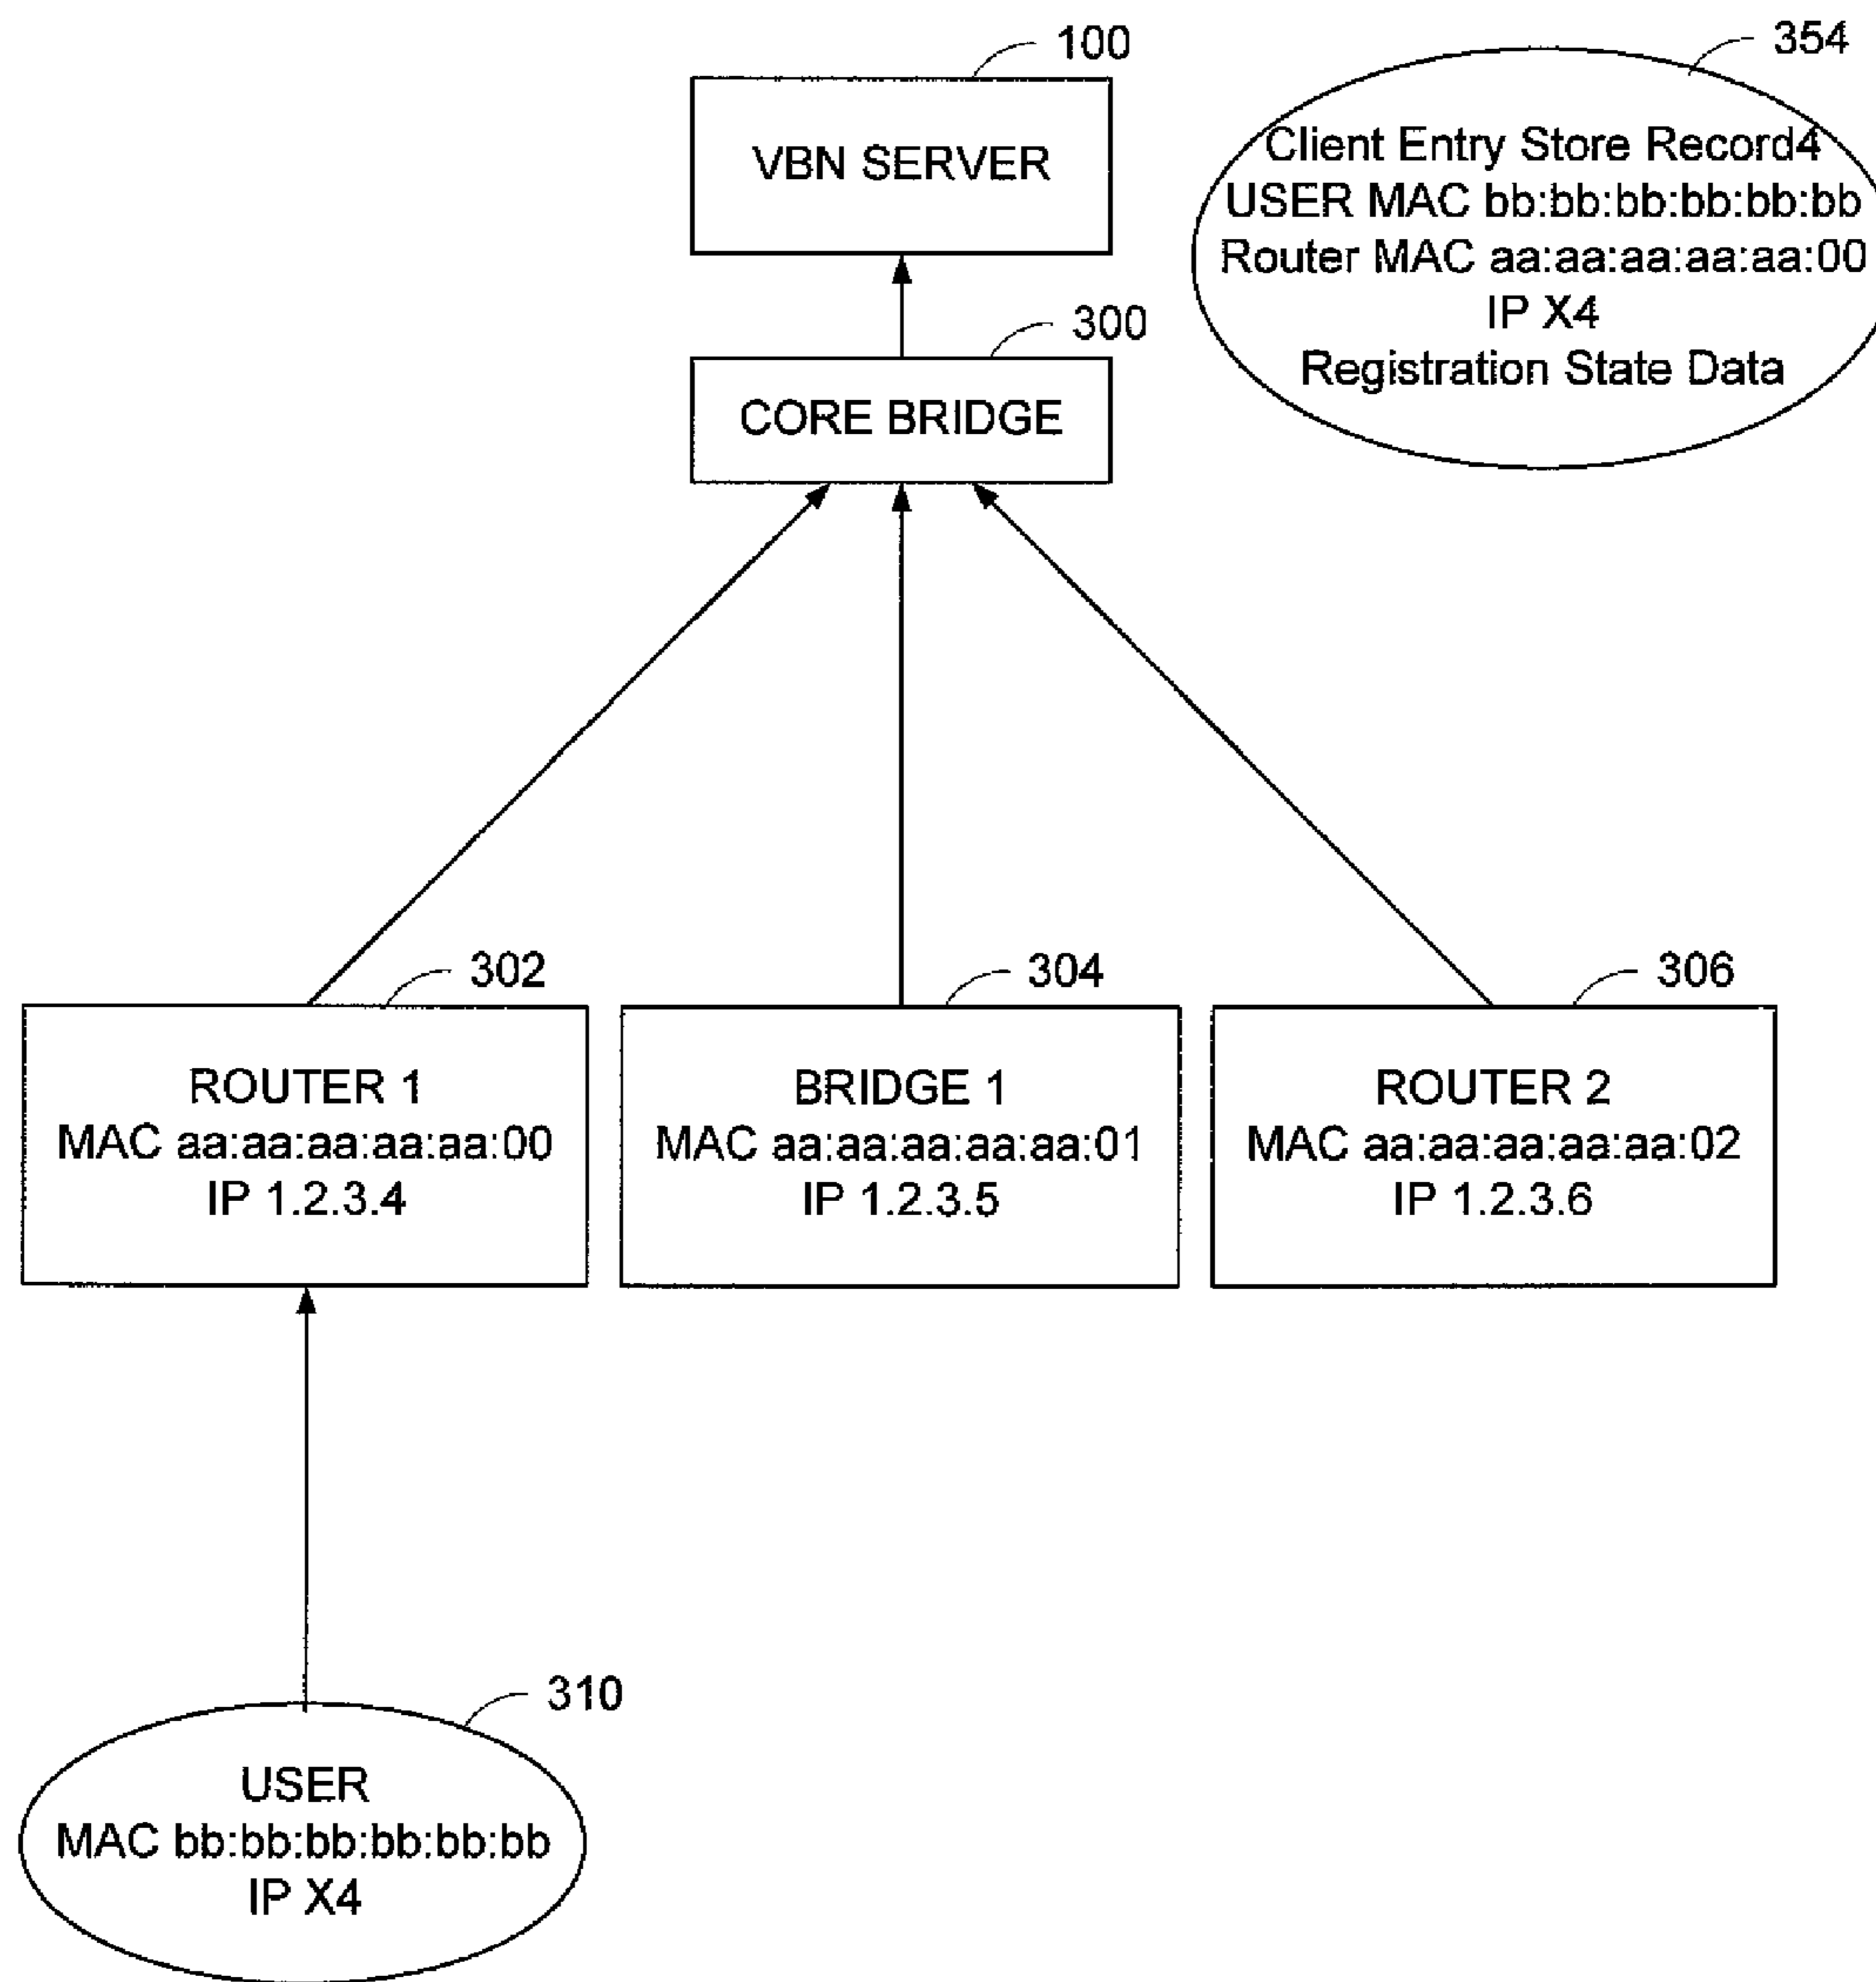 100
VBN SERVER
354
Client Entry Store Record4
USER MAC bb:bb:bb:bb:bb:bb
Router MAC aa:aa:aa:aa:aa:00
IP X4
Registration State Data
300
CORE BRIDGE
302
ROUTER 1
MAC aa:aa:aa:aa:aa:00
IP 1.2.3.4
304
BRIDGE 1
MAC aa:aa:aa:aa:aa:01
IP 1.2.3.5
306
ROUTER 2
MAC aa:aa:aa:aa:aa:02
IP 1.2.3.6
310
USER
MAC bb:bb:bb:bb:bb:bb
IP X4